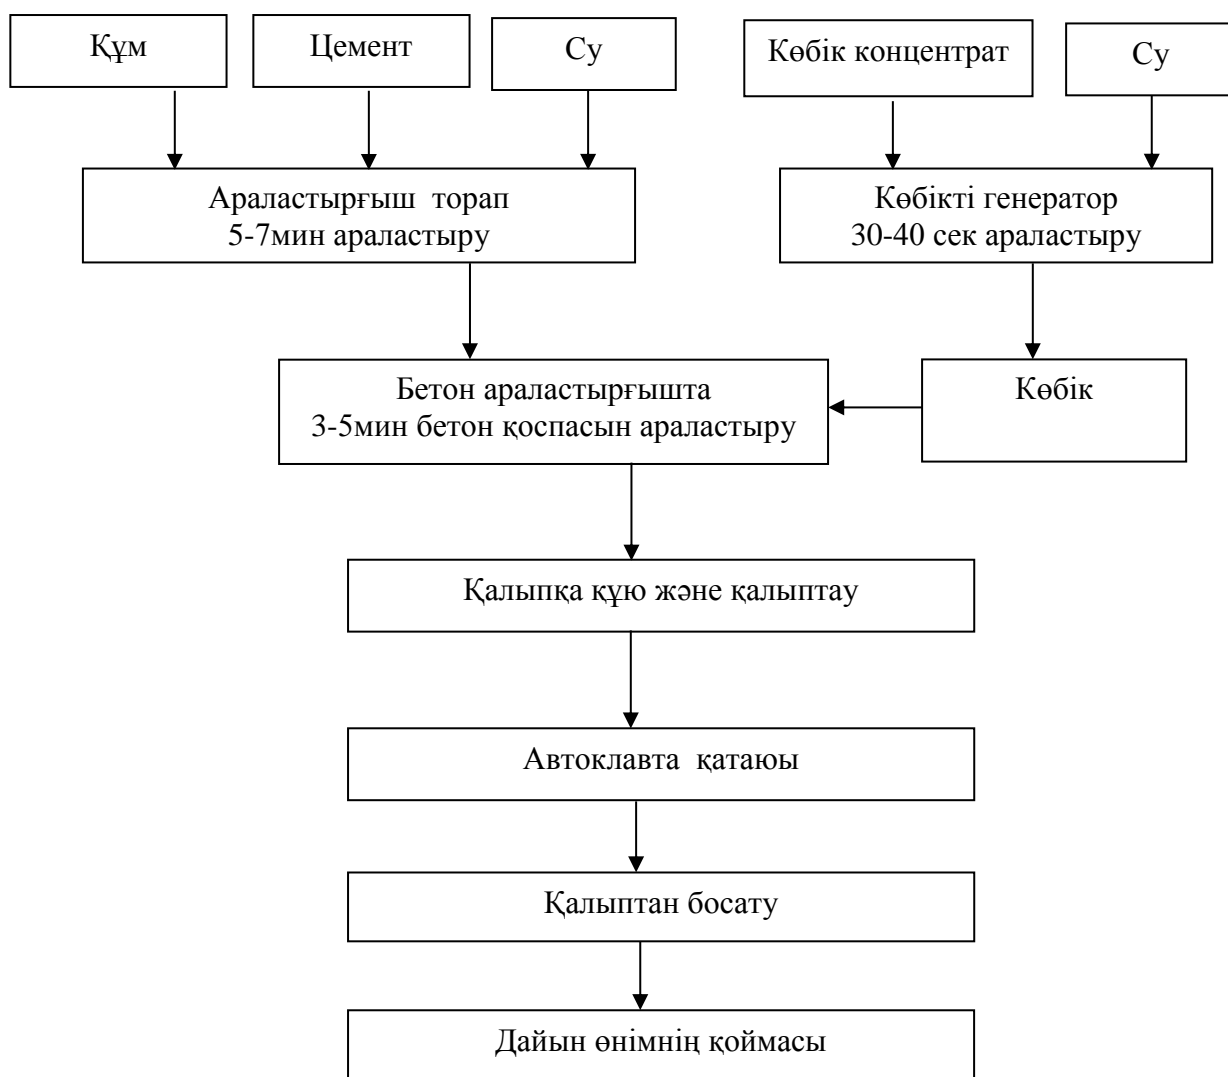 Құм
Цемент
Су
Көбік концентрат
Су
Араластырғыш торап
5-7мин араластыру
Көбікті генератор
30-40 сек араластыру
Бетон араластырғышта
3-5мин бетон қоспасын араластыру
Көбік
Қалыпқа құю және қалыптау
Автоклавта қатаюы
Қалыптан босату
Дайын өнімнің қоймасы